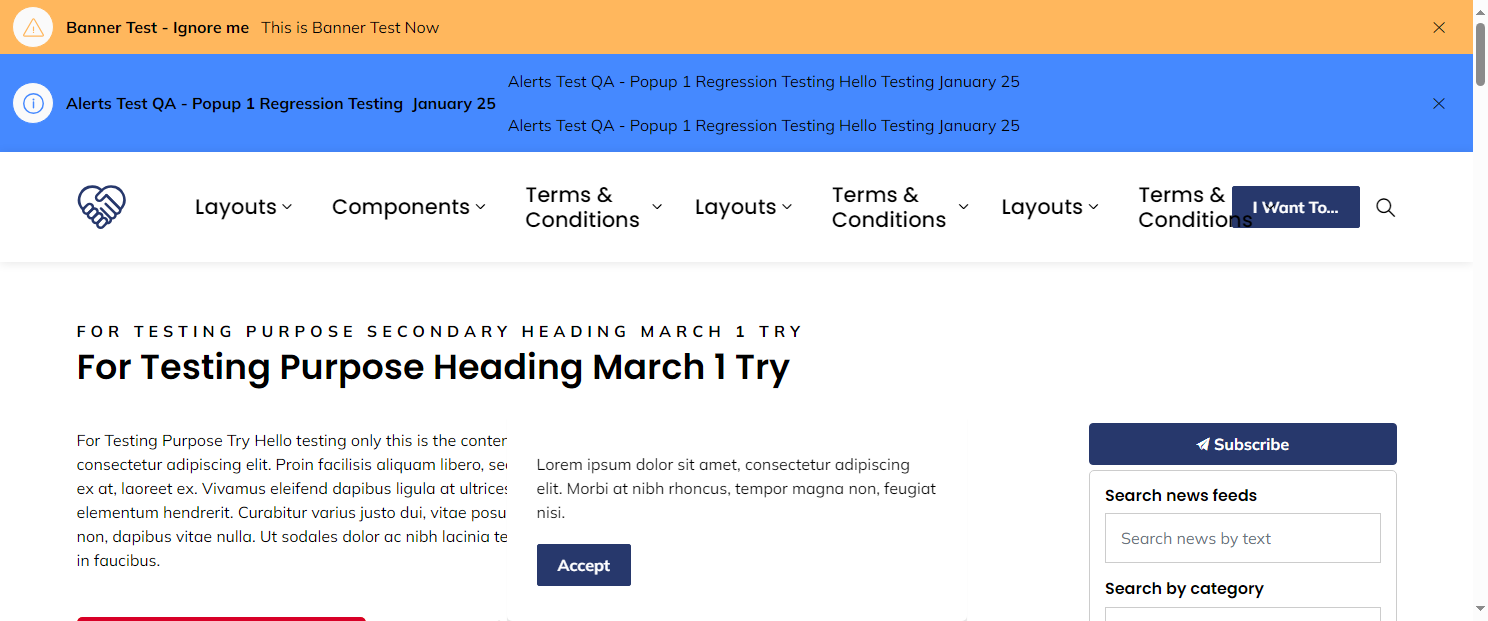 Banner Test - Ignore me This is Banner Test Now
Alerts Test QA - Popup 1 Regression Testing January 25
Alerts Test QA - Popup 1 Regression Testing Hello Testing January 25
Alerts Test QA - Popup 1 Regression Testing Hello Testing January 25
Layouts
Components
Terms &
Conditions
Layouts
Terms &
Conditions
Layouts
Terms &
Conditions
I Want To...
FOR TESTING PURPOSE SECONDARY HEADING MARCH 1 TRY
For Testing Purpose Heading March 1 Try
For Testing Purpose Try Hello testing only this is the
consectetur adipiscing elit. Proin facilisis aliquam libero,
ex at, laoreet ex. Vivamus eleifend dapibus ligula at ultrices
elementum hendrerit. Curabitur varius justo dui, vitae posu
non, dapibus vitae nulla. Ut sodales dolor ac nibh lacinia te
in faucibus.
Lorem ipsum dolor sit amet, consectetur adipiscing
elit. Morbi at nibh rhoncus, tempor magna non, feugiat
nisi.
Accept
Subscribe
Search news feeds
Search news by text
Search by category